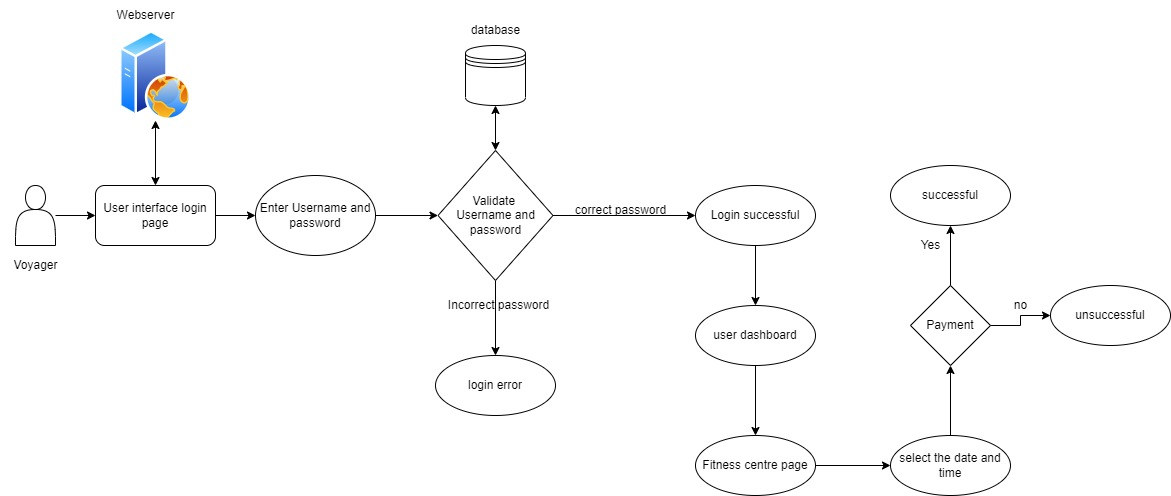 Webserver
database
Voyager
User interface login
page
Enter Username and
password
Validate
Username and
password
correct password
Incorrect password
login error
Login successful
user dashboard
Fitness centre page
select the date and
time
Payment
Yes
successful
no
unsuccessful